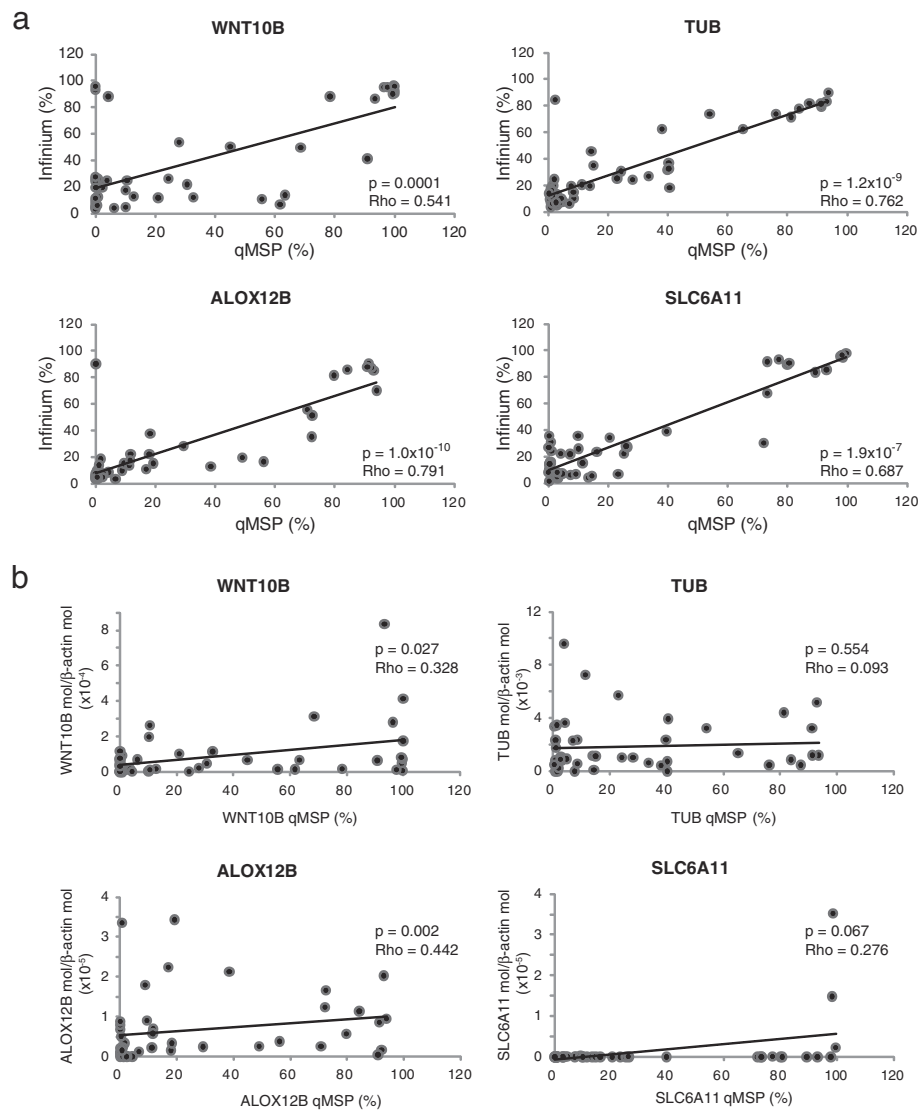 a
WNT10B
TUB
120
100
80
60
40
20
0
Infinium (%)
p = 0.0001
Rho = 0.541
0 20 40 60 80 100 120
qMSP (%)
120
100
80
60
40
20
0
Infinium (%)
p = 1.2x10⁻⁹
Rho = 0.762
0 20 40 60 80 100 120
qMSP (%)
ALOX12B
SLC6A11
120
100
80
60
40
20
0
Infinium (%)
p = 1.0x10⁻¹⁰
Rho = 0.791
0 20 40 60 80 100 120
qMSP (%)
120
100
80
60
40
20
0
Infinium (%)
p = 1.9x10⁻⁷
Rho = 0.687
0 20 40 60 80 100 120
qMSP (%)
b
WNT10B
TUB
8
6
4
2
0
WNT10B mol/β-actin mol
(x10⁻⁴)
p = 0.027
Rho = 0.328
0 20 40 60 80 100 120
WNT10B qMSP (%)
12
8
4
0
TUB mol/β-actin mol
(x10⁻³)
p = 0.554
Rho = 0.093
0 20 40 60 80 100 120
TUB qMSP (%)
ALOX12B
SLC6A11
4
3
2
1
0
ALOX12B mol/β-actin mol
(x10⁻⁵)
p = 0.002
Rho = 0.442
0 20 40 60 80 100 120
ALOX12B qMSP (%)
4
3
2
1
0
SLC6A11 mol/β-actin mol
(x10⁻⁵)
p = 0.067
Rho = 0.276
0 20 40 60 80 100 120
SLC6A11 qMSP (%)